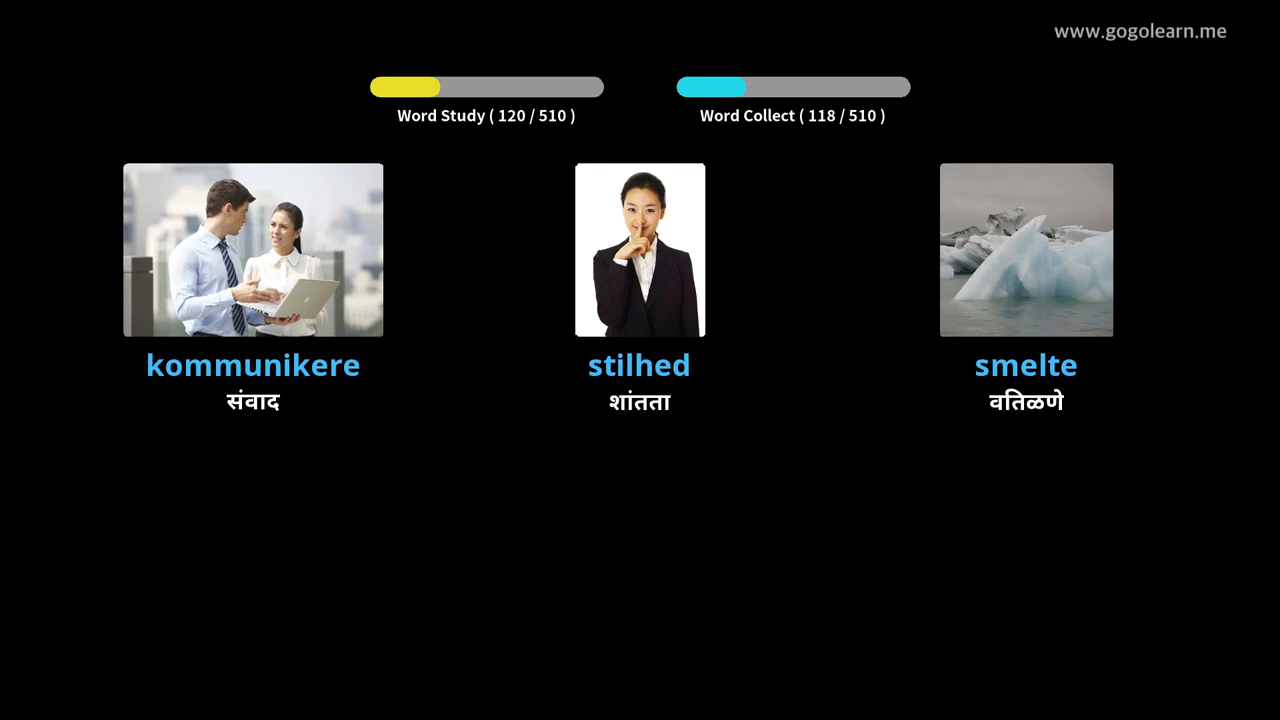 www.gogolearn.me
Word Study ( 120 / 510 )
Word Collect ( 118 / 510 )
kommunikere
stilhed
smelte
संवाद
शांतता
वतिळणे